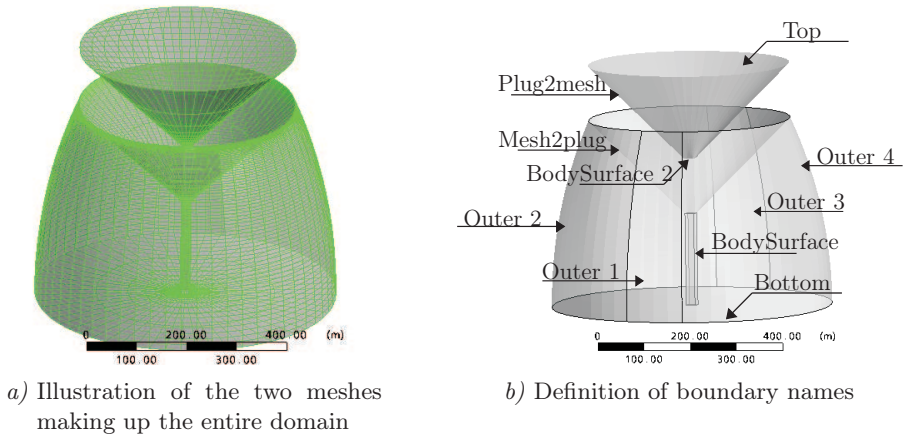 0 200.00 400.00 (m)
100.00 300.00
a) Illustration of the two meshes
making up the entire domain
Top
Plug2mesh
Mesh2plug
BodySurface 2
Outer 4
Outer 2
Outer 3
BodySurface
Outer 1
Bottom
0 200.00 400.00 (m)
100.00 300.00
b) Definition of boundary names